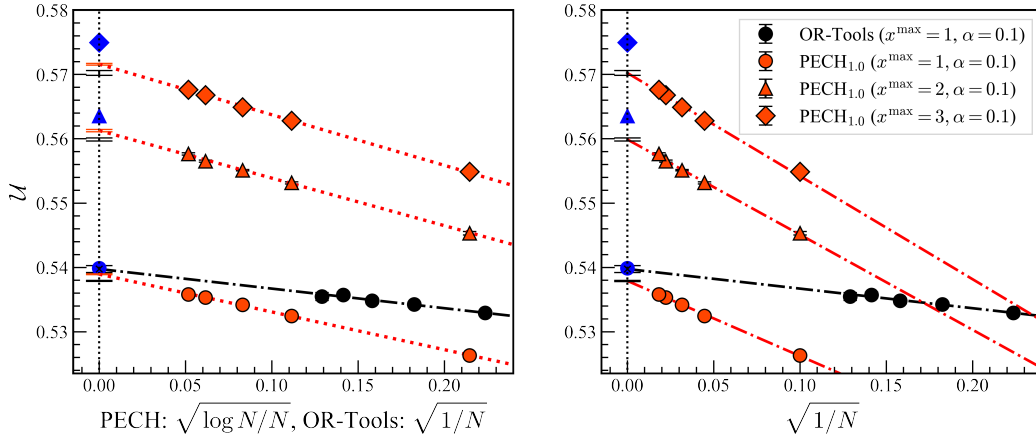 0.58
0.57
0.56
0.55
0.54
0.53
𝒰
0.00 0.05 0.10 0.15 0.20
PECH: √(log N/N), OR-Tools: √(1/N)
0.58
0.57
0.56
0.55
0.54
0.53
0.00 0.05 0.10 0.15 0.20
√(1/N)
OR-Tools (x^max = 1, α = 0.1)
PECH_1.0 (x^max = 1, α = 0.1)
PECH_1.0 (x^max = 2, α = 0.1)
PECH_1.0 (x^max = 3, α = 0.1)